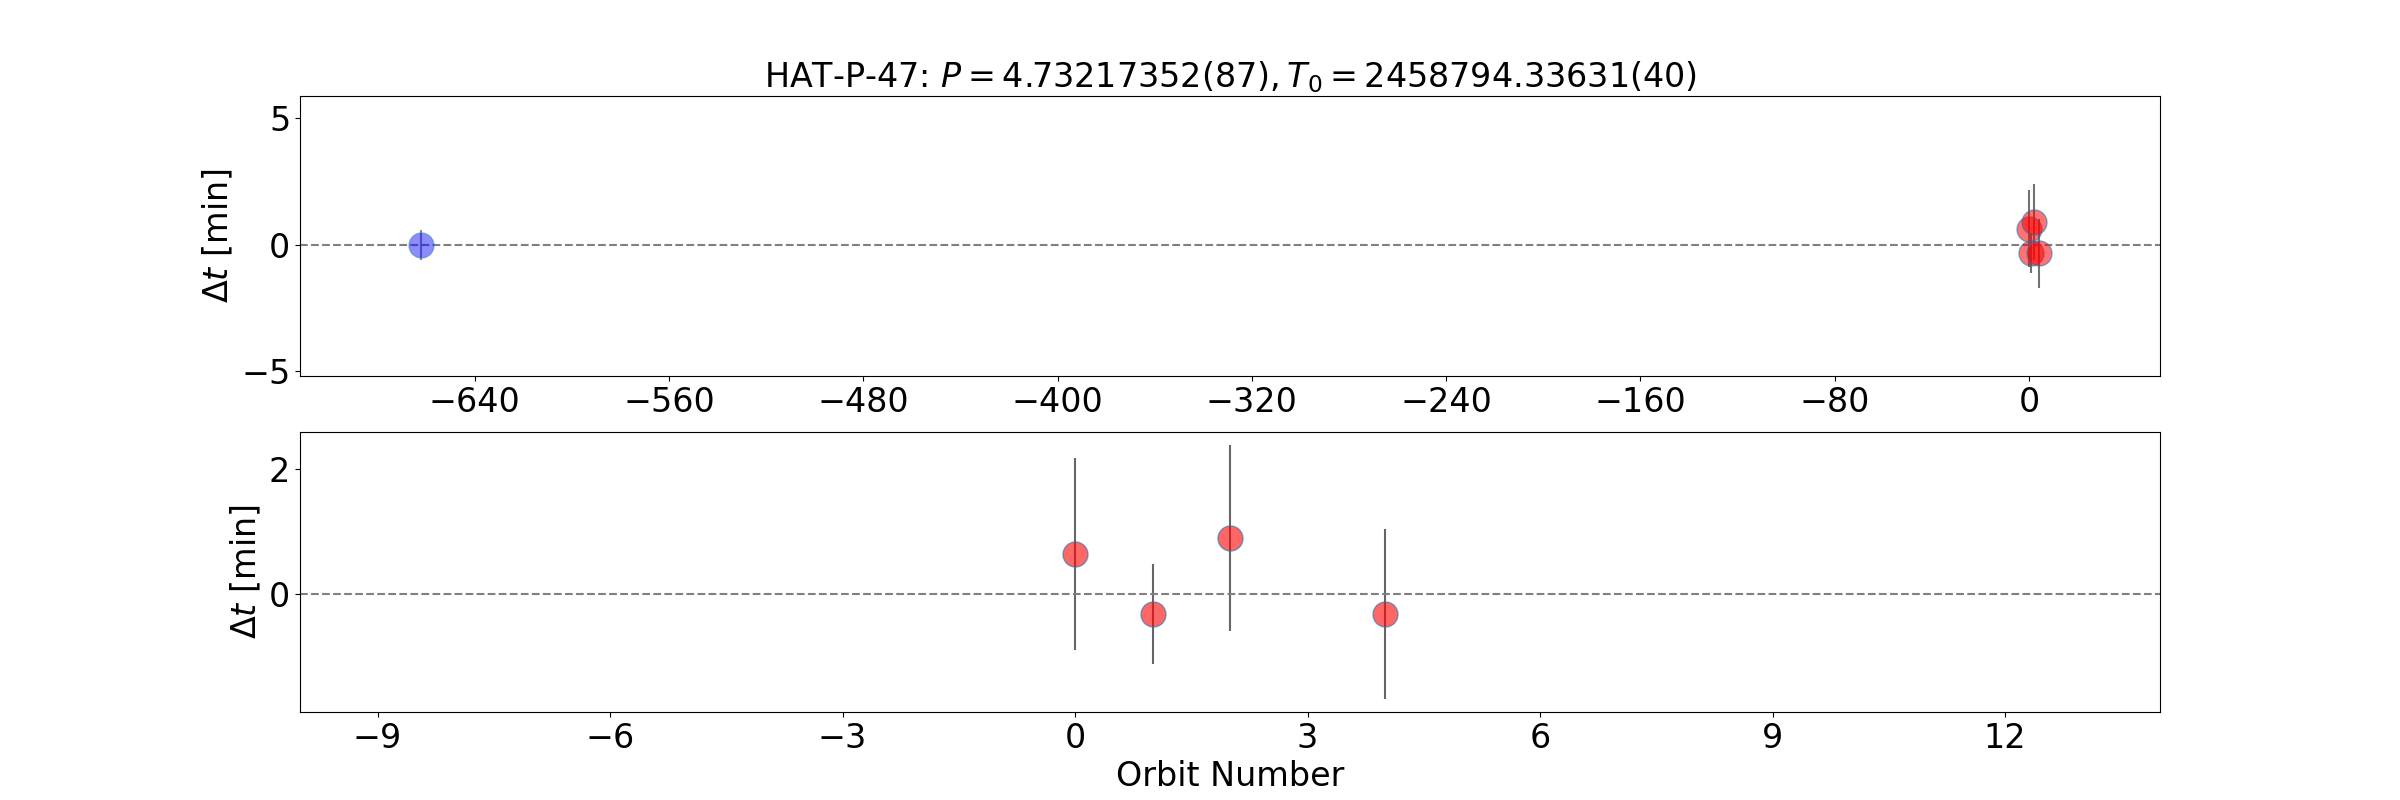 HAT-P-47: P = 4.73217352(87), T₀ = 2458794.33631(40)
Δt [min]
5
0
−5
−640 −560 −480 −400 −320 −240 −160 −80 0
Δt [min]
2
0
−9 −6 −3 0 3 6 9 12
Orbit Number